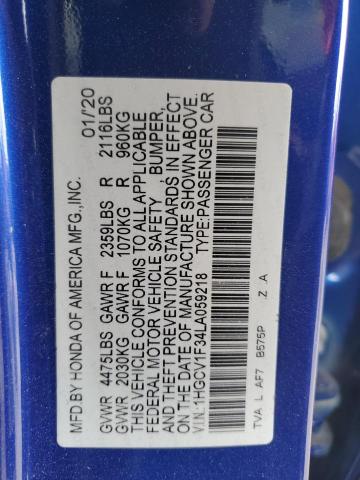 MFD BY HONDA OF AMERICA MFG.,INC. 01/20
GVWR 4475LBS GAWR F 2359LBS R 2116LBS
GVWR 2030KG GAWR F 1070KG R 960KG
THIS VEHICLE CONFORMS TO ALL APPLICABLE
FEDERAL MOTOR VEHICLE SAFETY , BUMPER,
AND THEFT PREVENTION STANDARDS IN EFFECT
ON THE DATE OF MANUFACTURE SHOWN ABOVE.
V.I.N:1HGCV1F34LA059218 TYPE:PASSENGER CAR
TVA L AF7 B575P Z A